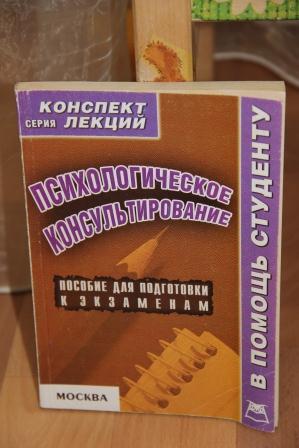 КОНСПЕКТ
СЕРИЯ ЛЕКЦИЙ
ПСИХОЛОГИЧЕСКОЕ
КОНСУЛЬТИРОВАНИЕ
ПОСОБИЕ ДЛЯ ПОДГОТОВКИ
К ЭКЗАМЕНАМ
МОСКВА
В ПОМОЩЬ СТУДЕНТУ